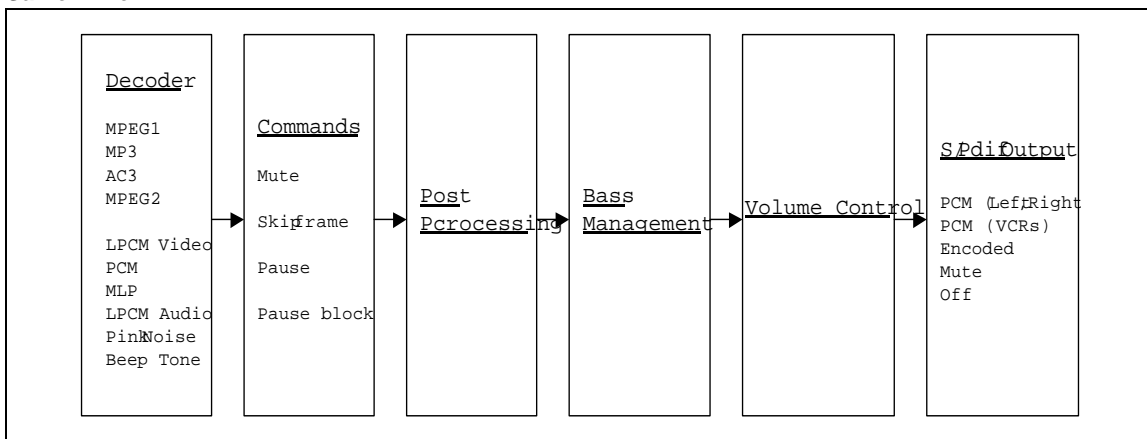 Decoder
MPEG1
MP3
AC3
MPEG2
LPCM Video
PCM
MLP
LPCM Audio
PinkNoise
Beep Tone
Commands
Mute
Skipframe
Pause
Pause block
Post
Pcrocessing
Bass
Management
Volume Control
S/PdifOutput
PCM (Left,Right
PCM (VCRs)
Encoded
Mute
Off